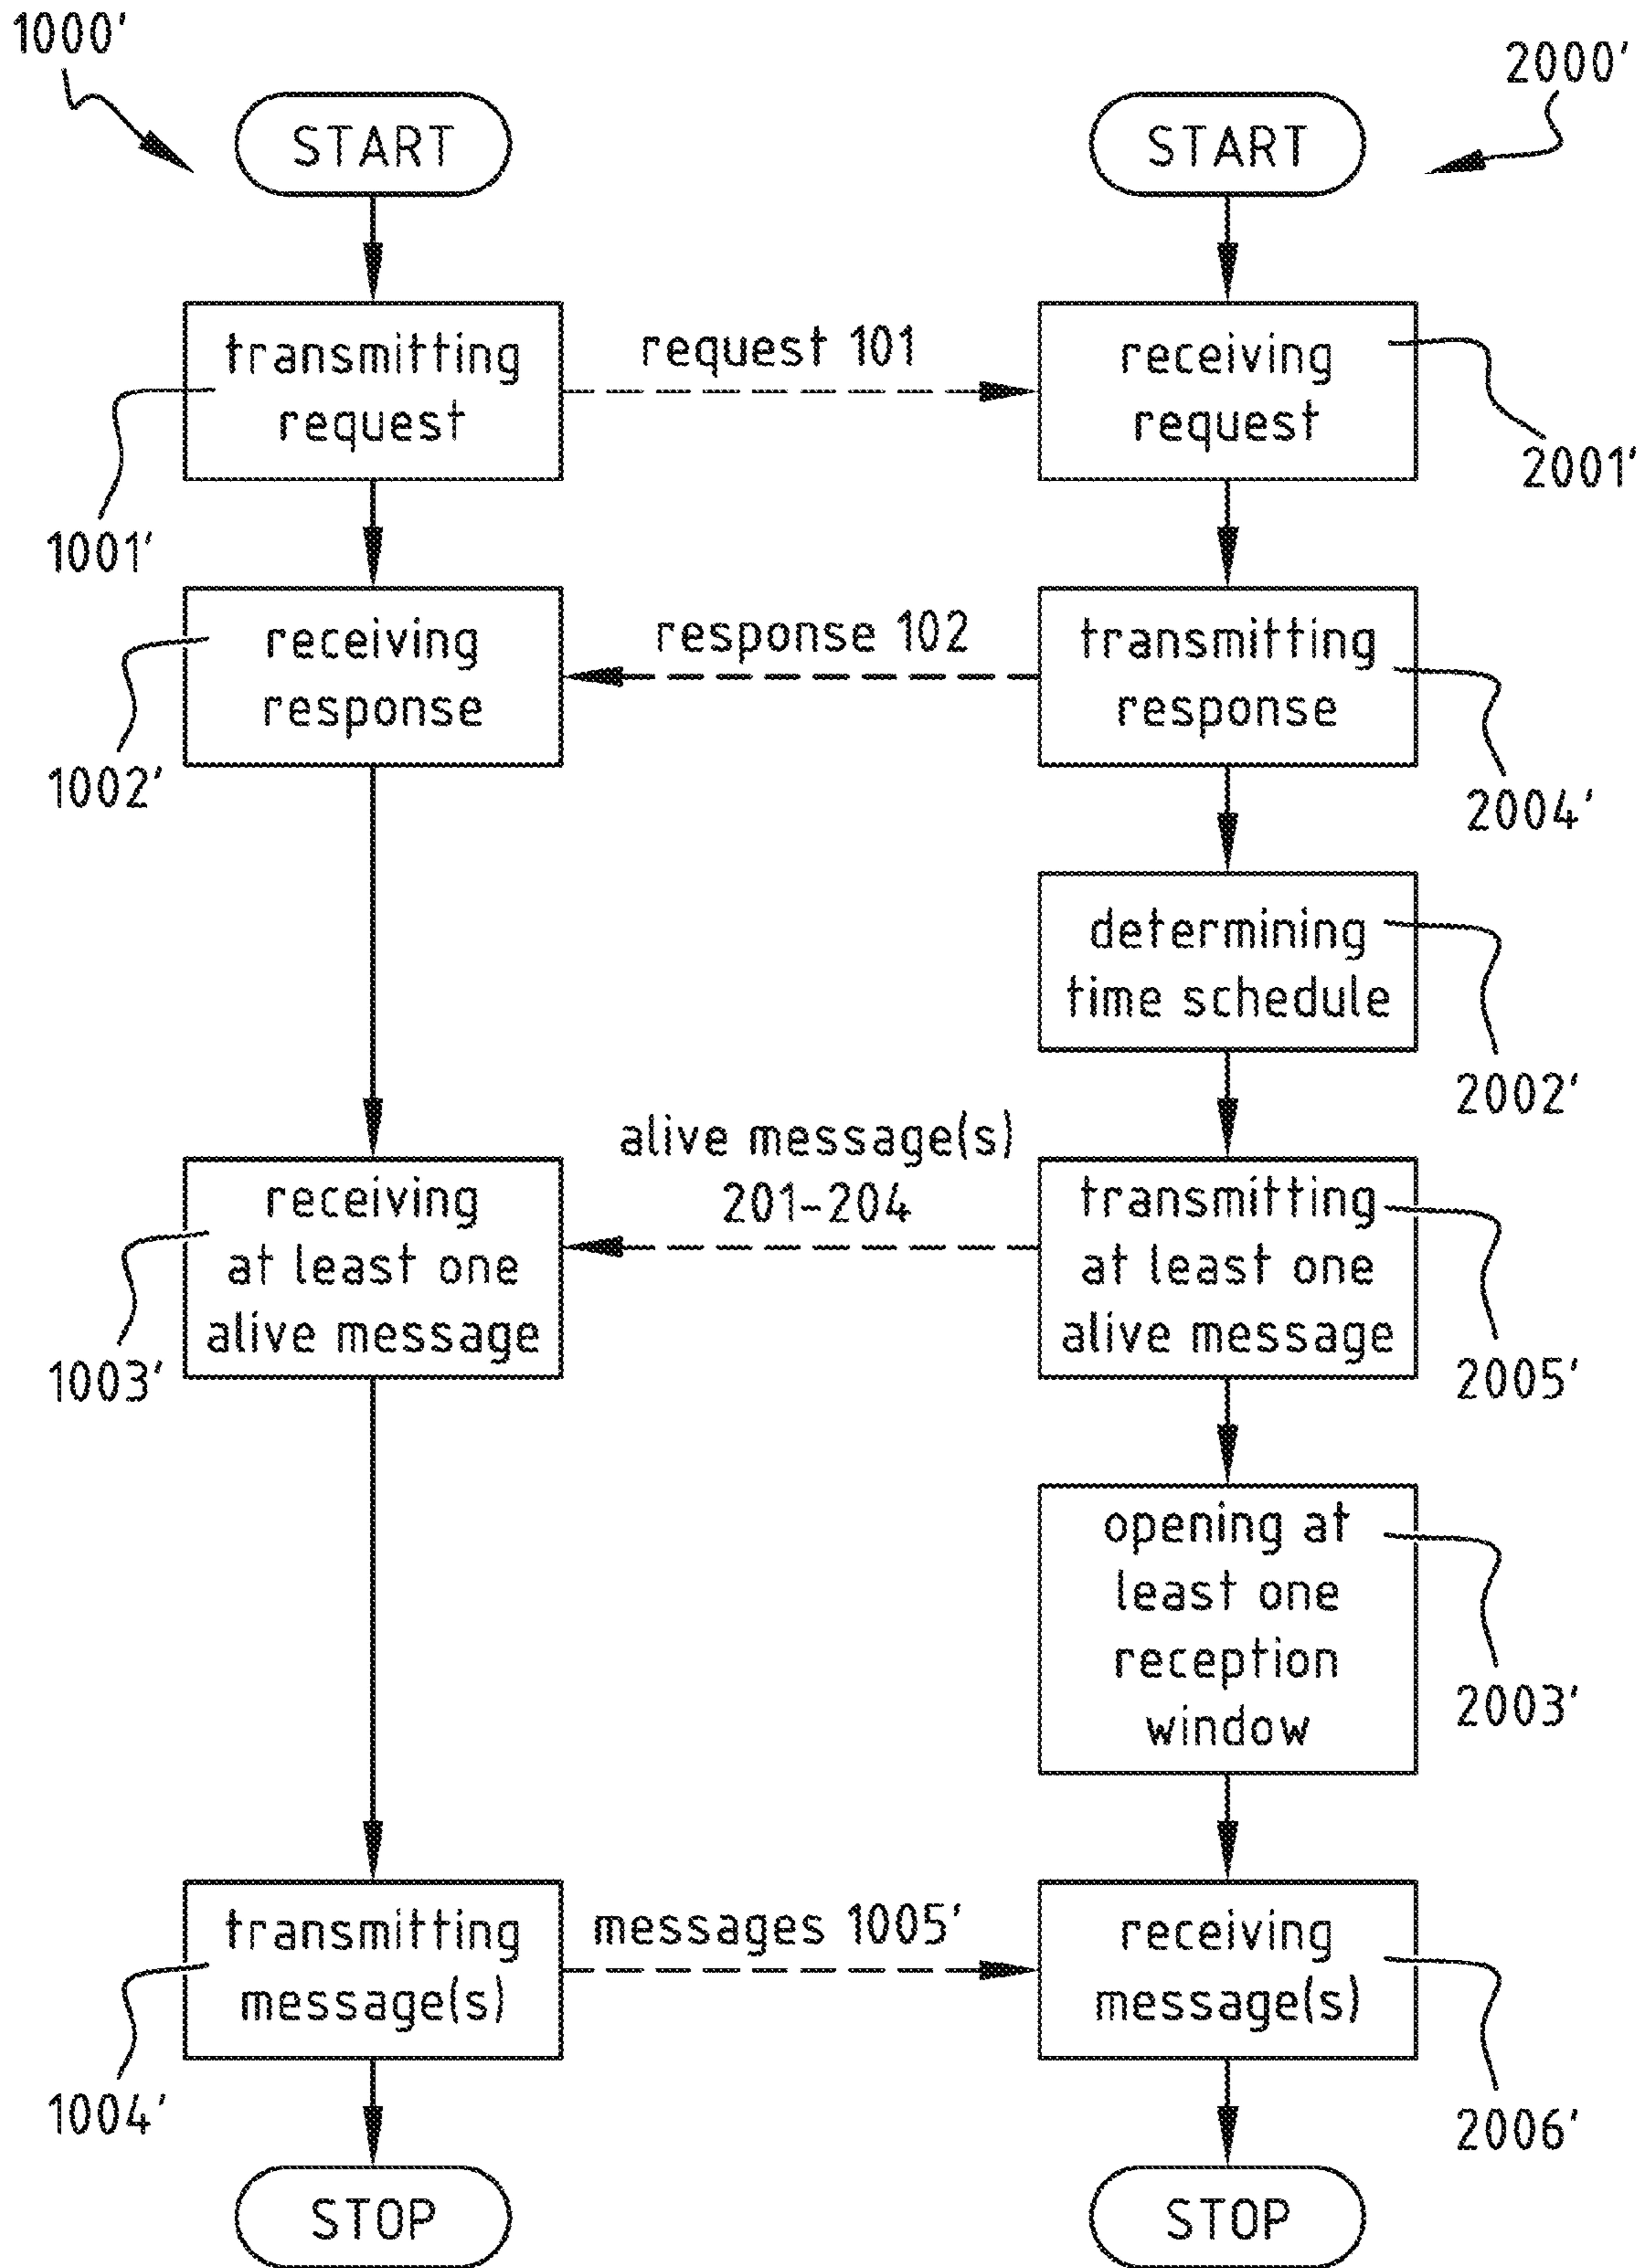 1000'
2000'
START
START
transmitting
request
request 101
receiving
request
1001'
2001'
receiving
response
response 102
transmitting
response
1002'
2004'
determining
time schedule
2002'
alive message(s)
201-204
receiving
at least one
alive message
transmitting
at least one
alive message
1003'
2005'
opening at
least one
reception
window
2003'
transmitting
message(s)
messages 1005'
receiving
message(s)
1004'
2006'
STOP
STOP